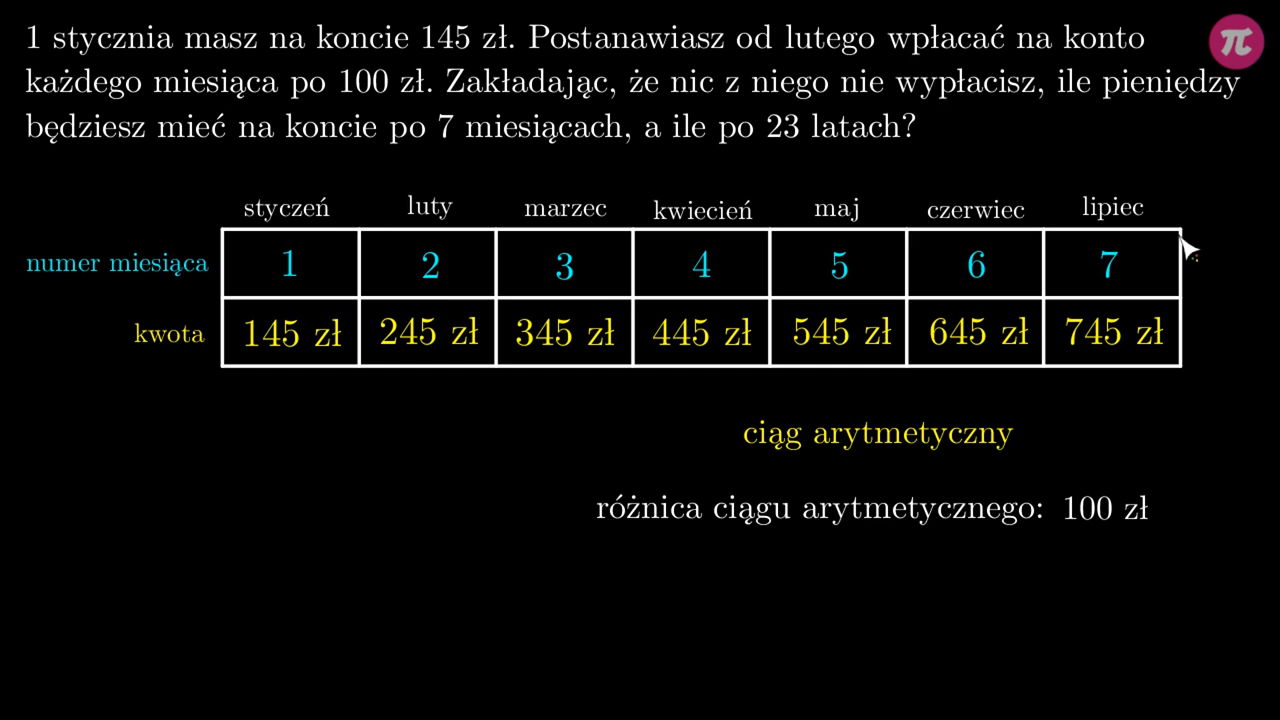 1 stycznia masz na koncie 145 zł. Postanawiasz od lutego wpłacać na konto
każdego miesiąca po 100 zł. Zakładając, że nic z niego nie wypłacisz, ile pieniędzy
będziesz mieć na koncie po 7 miesiącach, a ile po 23 latach?
π
styczeń luty marzec kwiecień maj czerwiec lipiec
numer miesiąca 1 2 3 4 5 6 7
kwota 145 zł 245 zł 345 zł 445 zł 545 zł 645 zł 745 zł
ciąg arytmetyczny
różnica ciągu arytmetycznego: 100 zł